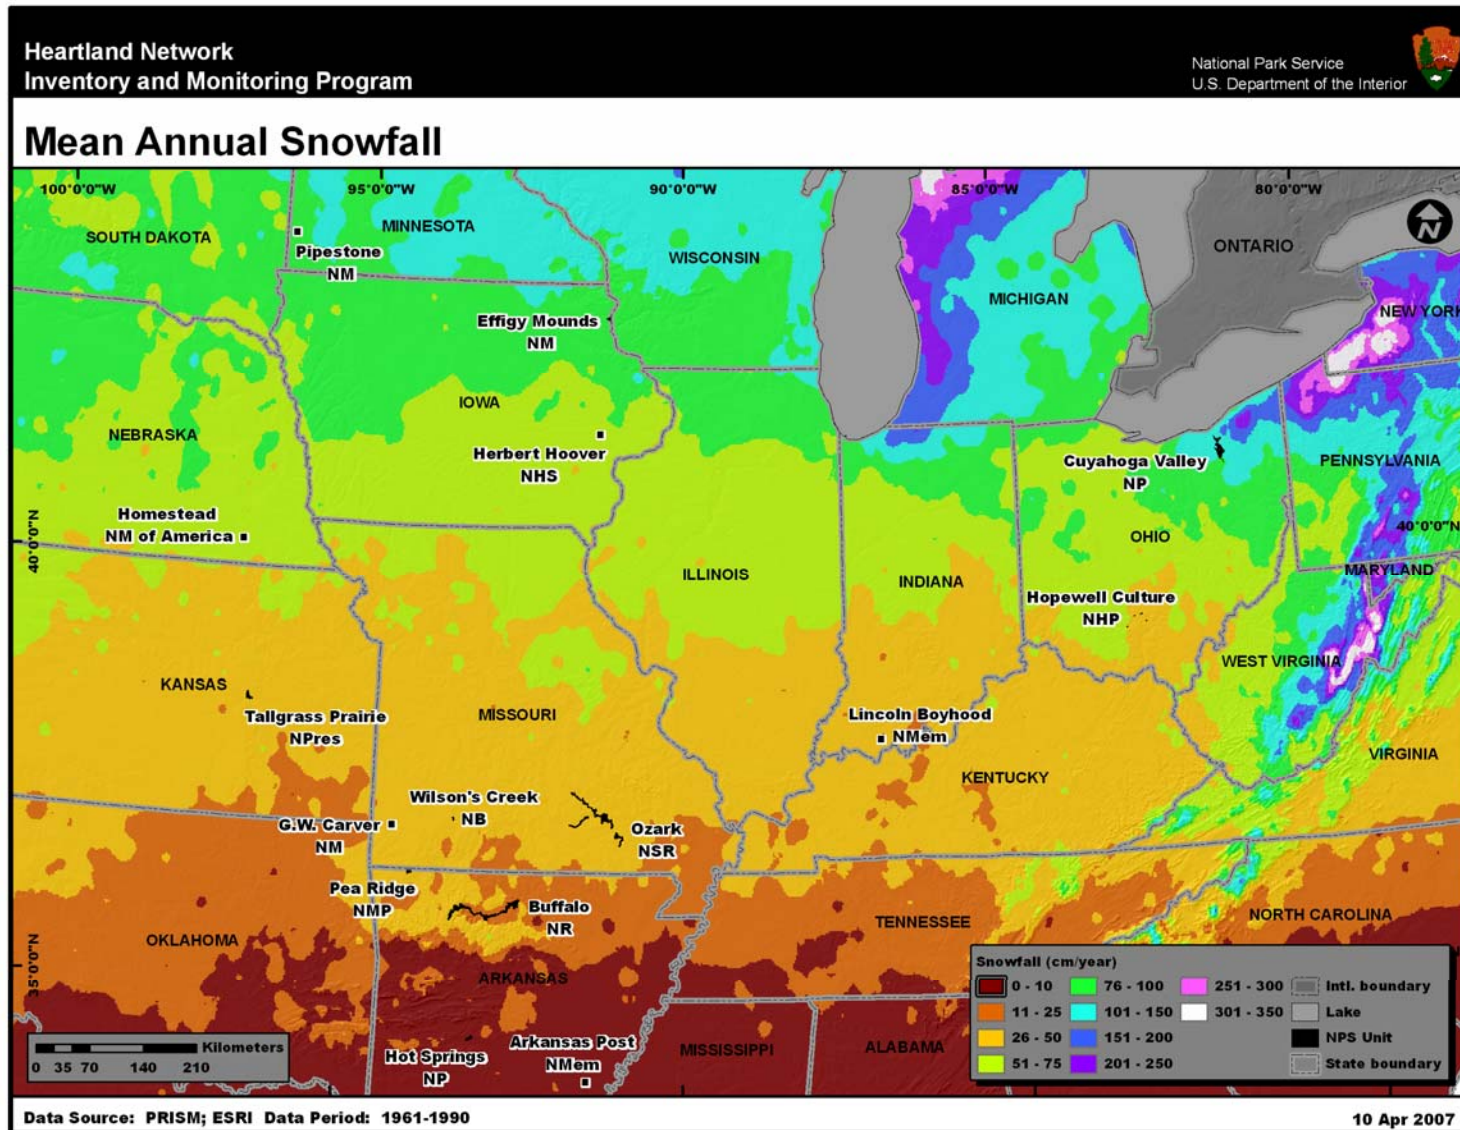 Heartland Network
Inventory and Monitoring Program
National Park Service
U.S. Department of the Interior
Mean Annual Snowfall
100°0'0"W
95°0'0"W
90°0'0"W
85°0'0"W
80°0'0"W
N
SOUTH DAKOTA
MINNESOTA
WISCONSIN
MICHIGAN
ONTARIO
NEW YORK
Pipestone
NM
Effigy Mounds
NM
IOWA
NEBRASKA
Herbert Hoover
NHS
Cuyahoga Valley
NP
PENNSYLVANIA
Homestead
NM of America
40°0'0"N
40°0'0"N
OHIO
ILLINOIS
INDIANA
MARYLAND
Hopewell Culture
NHP
WEST VIRGINIA
KANSAS
Tallgrass Prairie
NPres
MISSOURI
Lincoln Boyhood
NMem
VIRGINIA
KENTUCKY
Wilson's Creek
NB
G.W. Carver
NM
Ozark
NSR
Pea Ridge
NMP
Buffalo
NR
TENNESSEE
NORTH CAROLINA
OKLAHOMA
35°0'0"N
ARKANSAS
Hot Springs
NP
Arkansas Post
NMem
MISSISSIPPI
ALABAMA
Kilometers
0 35 70 140 210
Snowfall (cm/year)
0 - 10 76 - 100 251 - 300 Intl. boundary
11 - 25 101 - 150 301 - 350 Lake
26 - 50 151 - 200 NPS Unit
51 - 75 201 - 250 State boundary
Data Source: PRISM; ESRI Data Period: 1961-1990
10 Apr 2007